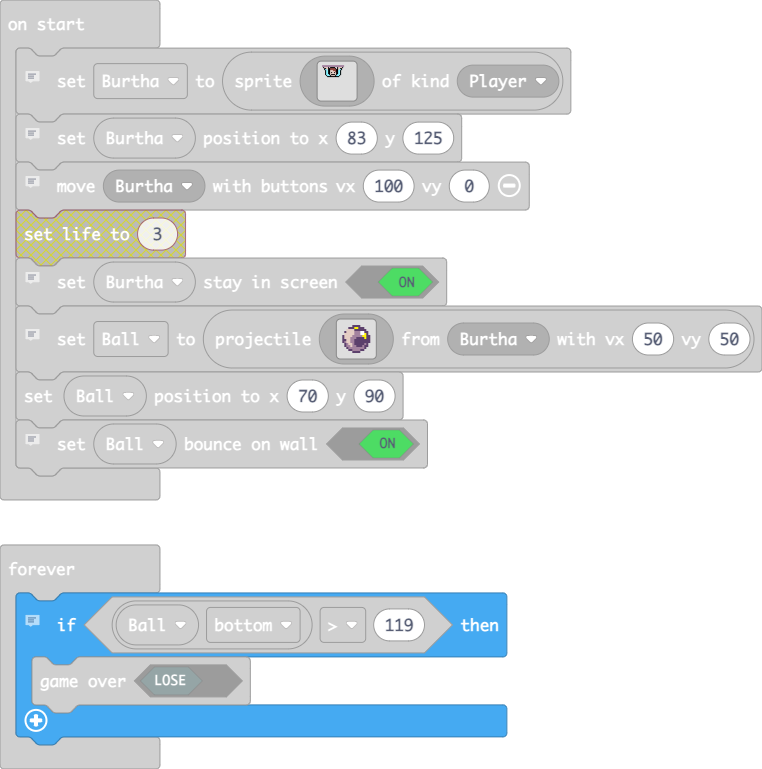 on start
set Burtha to sprite of kind Player
set Burtha position to x 83 y 125
move Burtha with buttons vx 100 vy 0
set life to 3
set Burtha stay in screen ON
set Ball to projectile from Burtha with vx 50 vy 50
set Ball position to x 70 y 90
set Ball bounce on wall ON
forever
if Ball bottom > 119 then
game over LOSE